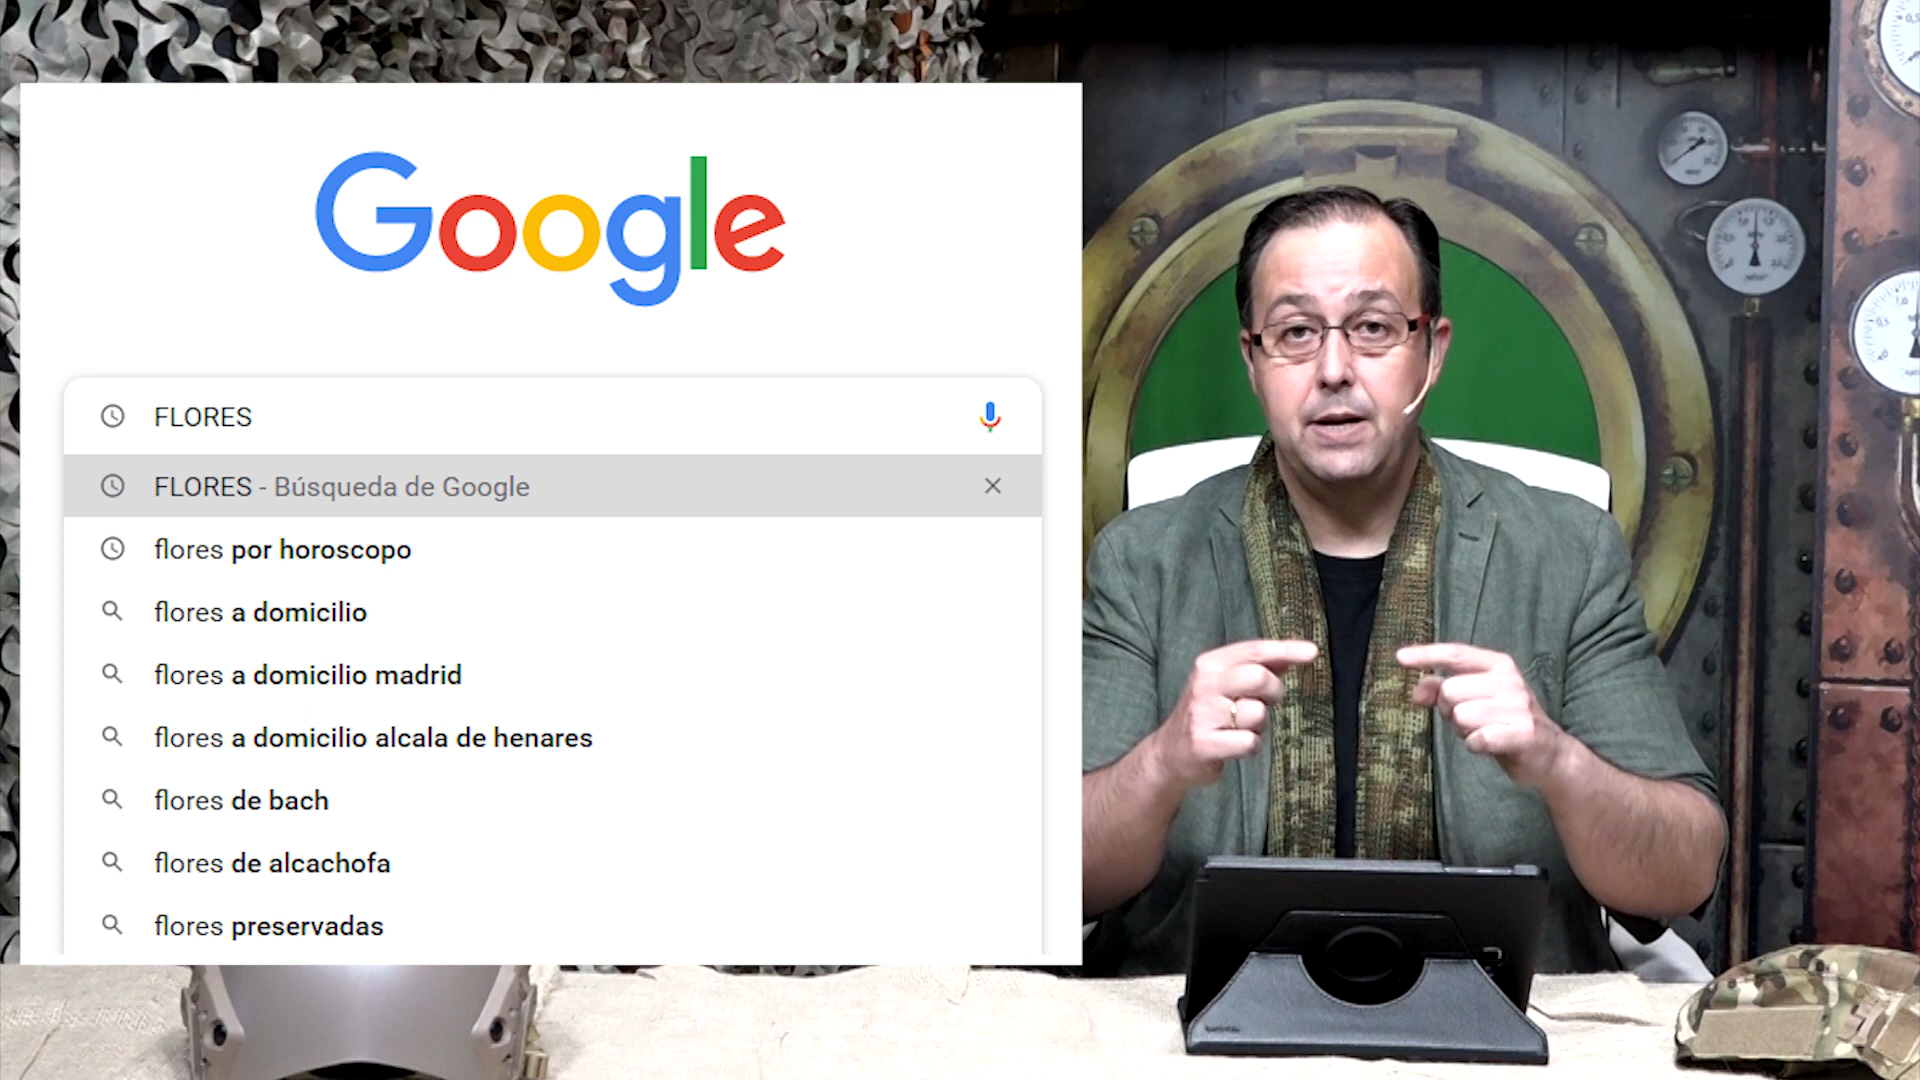 Google
FLORES
FLORES - Búsqueda de Google
flores por horoscopo
flores a domicilio
flores a domicilio madrid
flores a domicilio alcala de henares
flores de bach
flores de alcachofa
flores preservadas